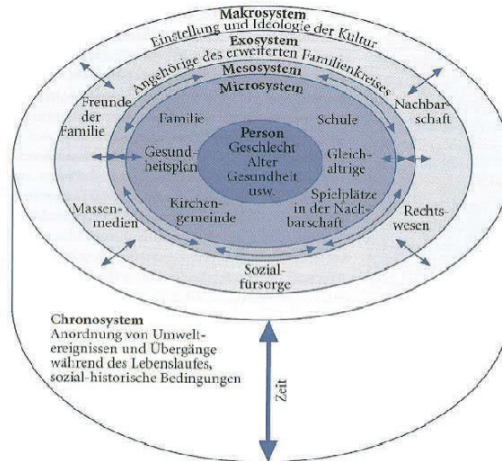 Makrosystem
Einstellung und Ideologie der Kultur
Exosystem
Angehörige des erweiterten Familienkreises
Mesosystem
Microsystem
Freunde
der
Familie
Nachbar-
schaft
Familie
Schule
Person
Geschlecht
Alter
Gesundheit
usw.
Gesund-
heitsplan
Gleich-
altrige
Kirchen-
gemeinde
Spielplätze
in der Nach-
barschaft
Massen-
medien
Rechts-
wesen
Sozial-
fürsorge
Chronosystem
Anordnung von Umwelt-
ereignissen und Übergänge
während des Lebenslaufes,
sozial-historische Bedingungen
Zeit